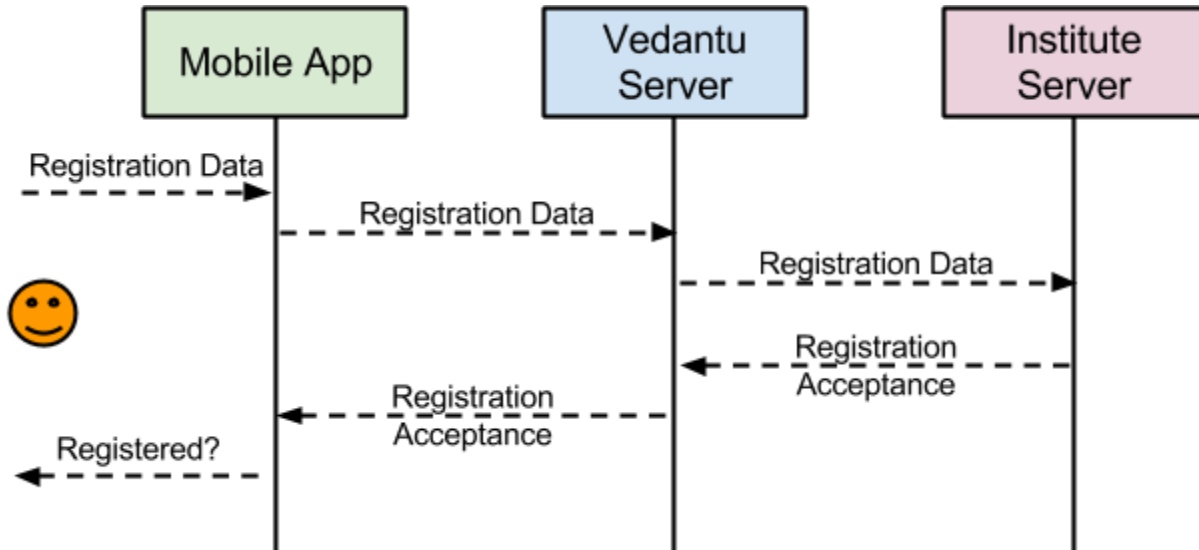 Mobile App
Vedantu
Server
Institute
Server
Registration Data
Registration Data
Registration Data
Registration
Acceptance
Registration
Acceptance
Registered?